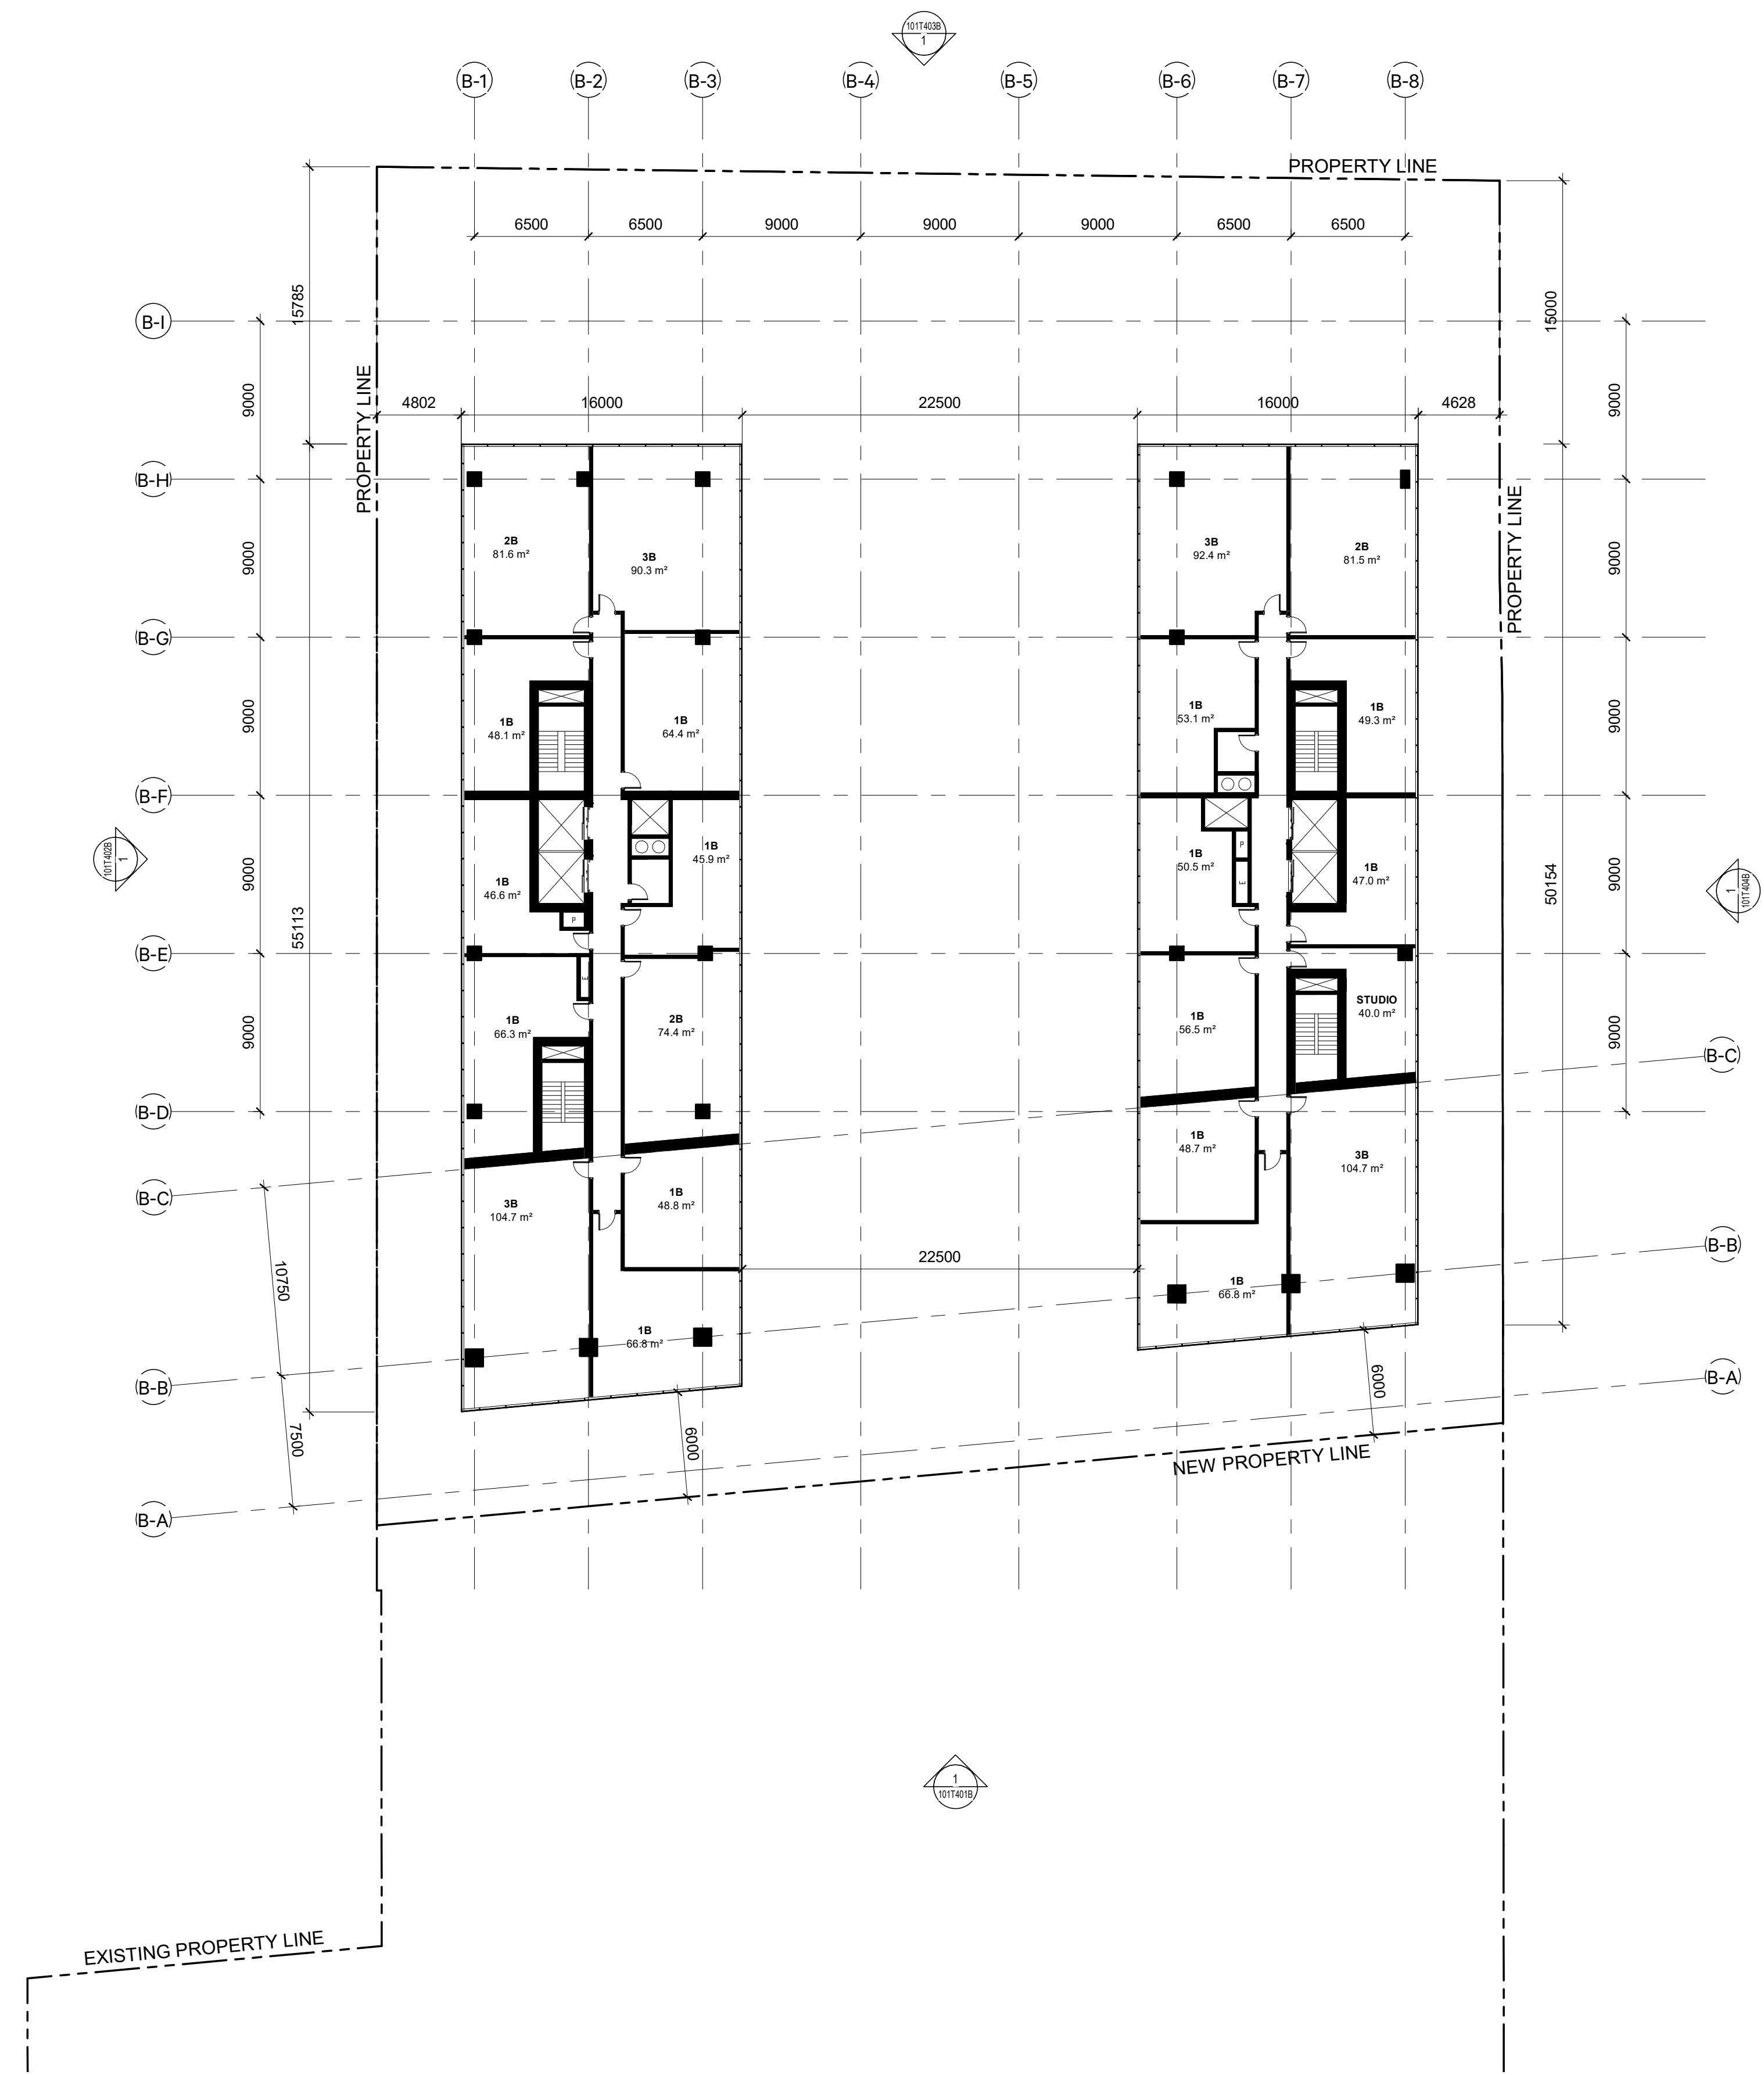 101T403B
1
B-1
B-2
B-3
B-4
B-5
B-6
B-7
B-8
PROPERTY LINE
6500
6500
9000
9000
9000
6500
6500
15785
15000
B-I
PROPERTY LINE
9000
4802
16000
22500
16000
4628
9000
B-H
PROPERTY LINE
2B
81.6 m²
3B
90.3 m²
3B
92.4 m²
2B
81.5 m²
9000
9000
B-G
1B
48.1 m²
1B
64.4 m²
1B
53.1 m²
1B
49.3 m²
9000
9000
B-F
101T402B
1
1B
46.6 m²
P
1B
45.9 m²
1B
50.5 m²
P
E
1B
47.0 m²
9000
9000
55113
50154
1
101T404B
B-E
E
1B
66.3 m²
2B
74.4 m²
1B
56.5 m²
STUDIO
40.0 m²
9000
9000
B-C
B-D
1B
48.7 m²
3B
104.7 m²
B-C
3B
104.7 m²
1B
48.8 m²
22500
B-B
10750
1B
66.8 m²
1B
66.8 m²
B-B
6000
B-A
7500
6000
NEW PROPERTY LINE
B-A
1
101T401B
EXISTING PROPERTY LINE